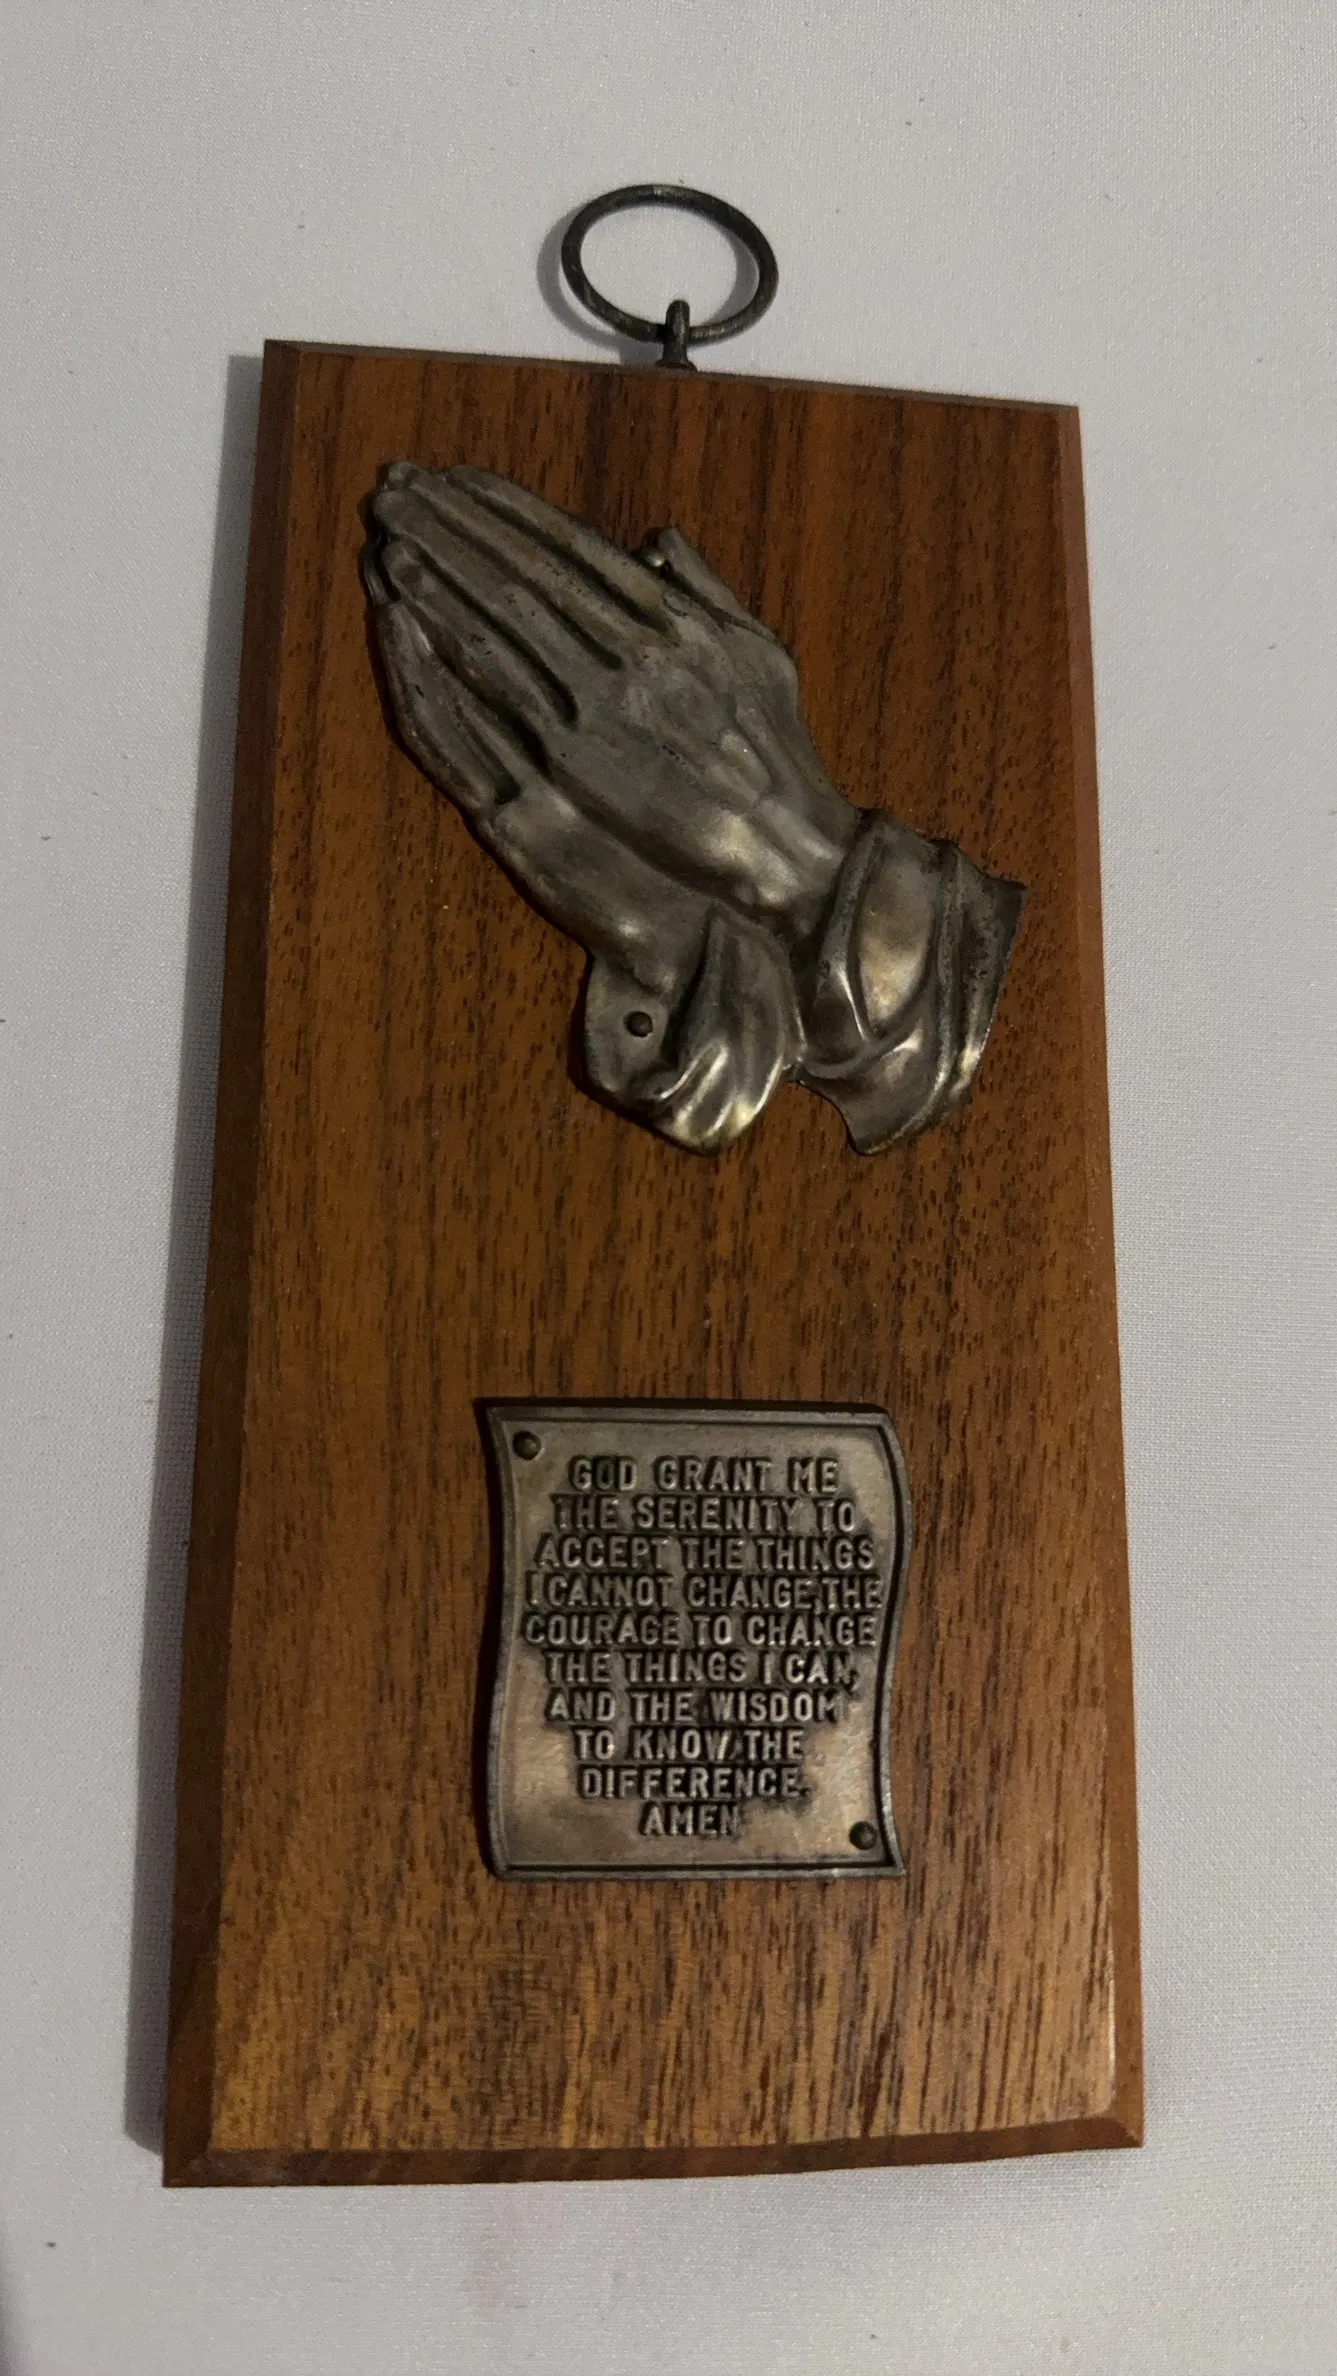 GOD GRANT ME
THE SERENITY TO
ACCEPT THE THINGS
I CANNOT CHANGE, THE
COURAGE TO CHANGE
THE THINGS I CAN,
AND THE WISDOM
TO KNOW THE
DIFFERENCE.
AMEN